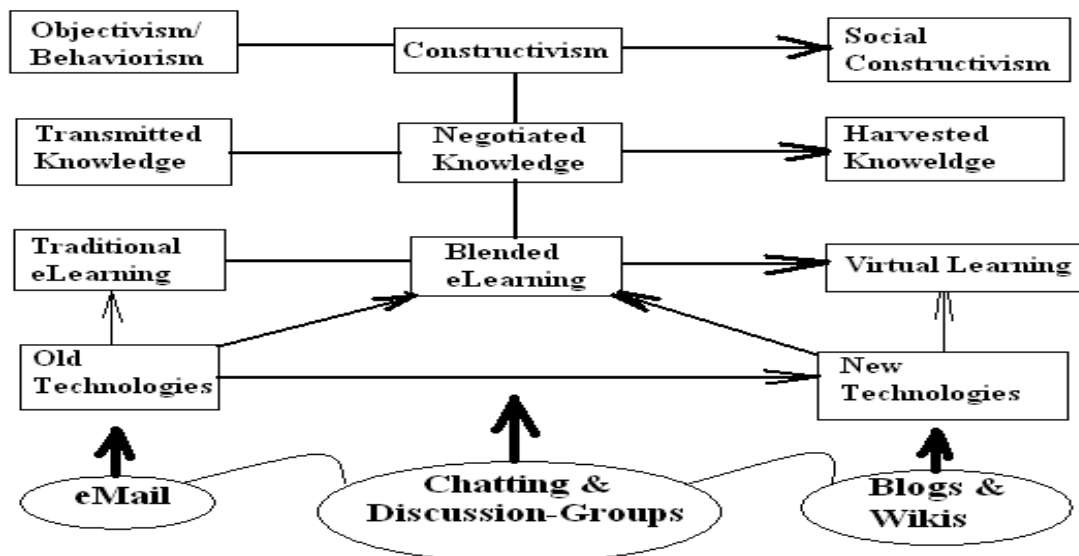 Objectivism/
Behaviorism
Constructivism
Social
Constructivism
Transmitted
Knowledge
Negotiated
Knowledge
Harvested
Knoweldge
Traditional
eLearning
Blended
eLearning
Virtual Learning
Old
Technologies
New
Technologies
eMail
Chatting &
Discussion-Groups
Blogs &
Wikis